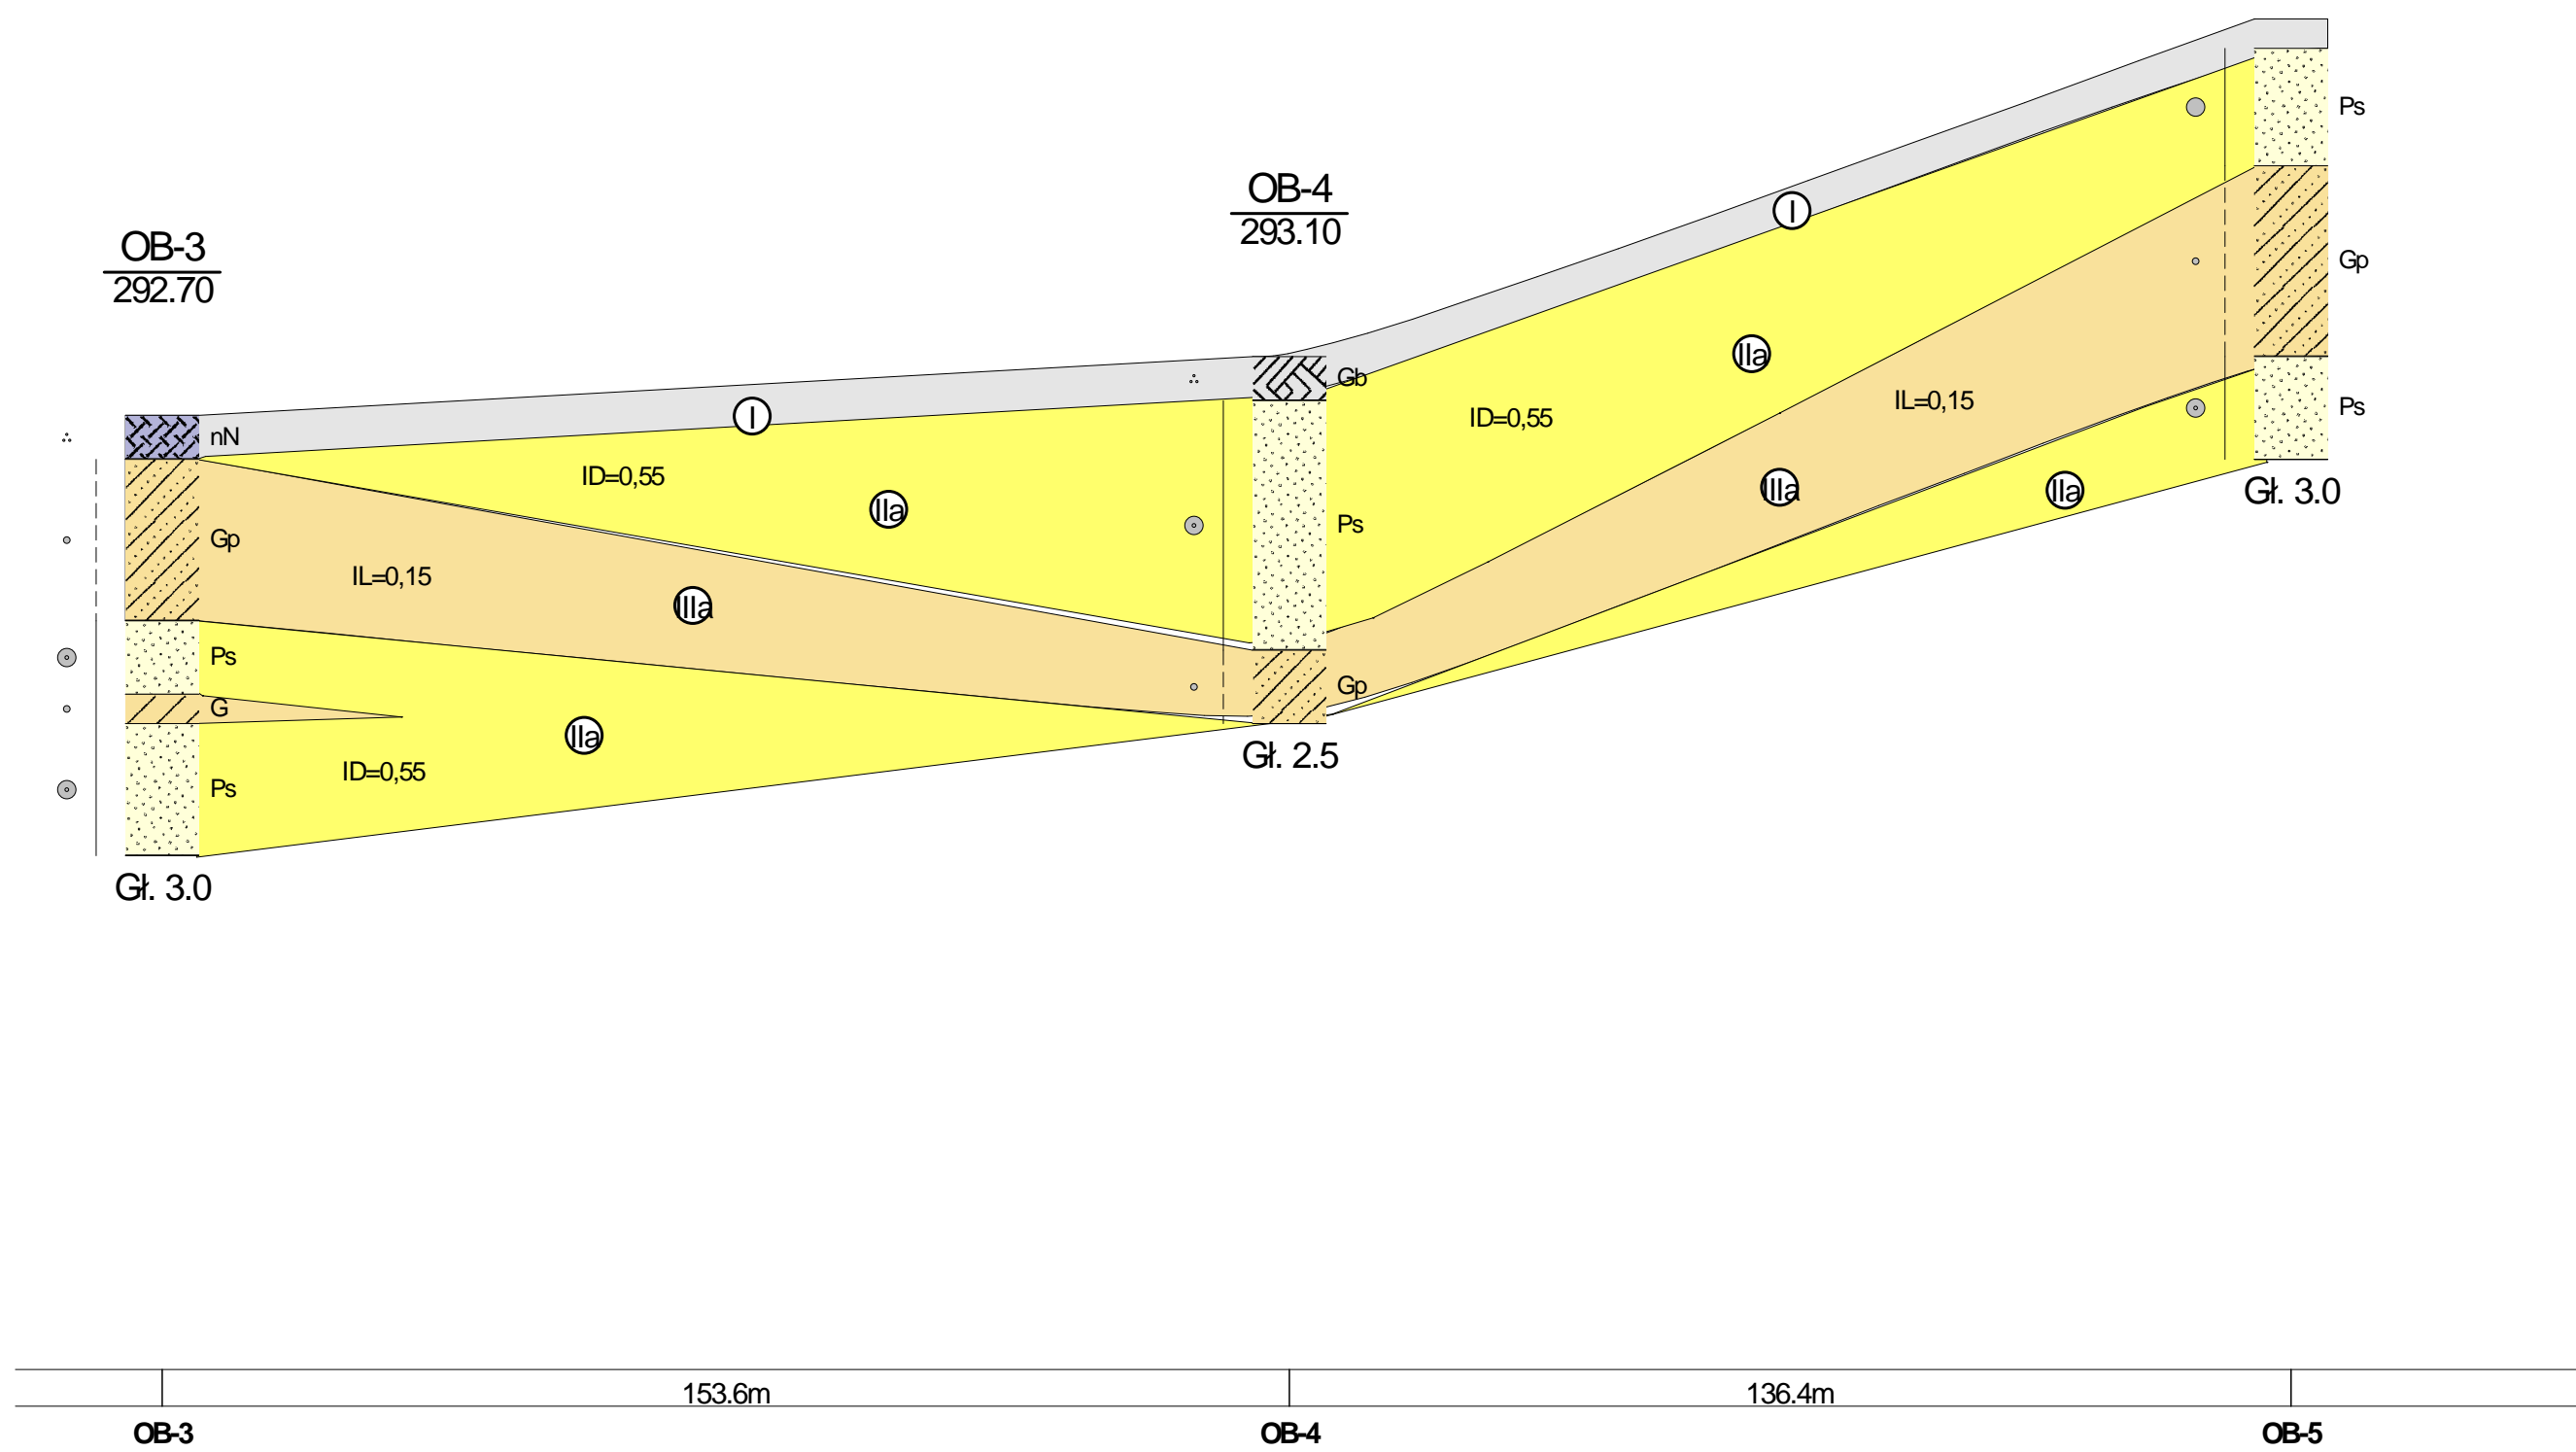 OB-4
293.10
OB-3
292.70
Ps
Gp
Ps
Gł. 3.0
I
IIa
ID=0,55
IL=0,15
IIIa
IIa
Gb
Ps
Gp
Gł. 2.5
I
ID=0,55
IIa
nN
Gp
IL=0,15
IIIa
Ps
G
IIa
ID=0,55
Ps
Gł. 3.0
153.6m
136.4m
OB-3
OB-4
OB-5